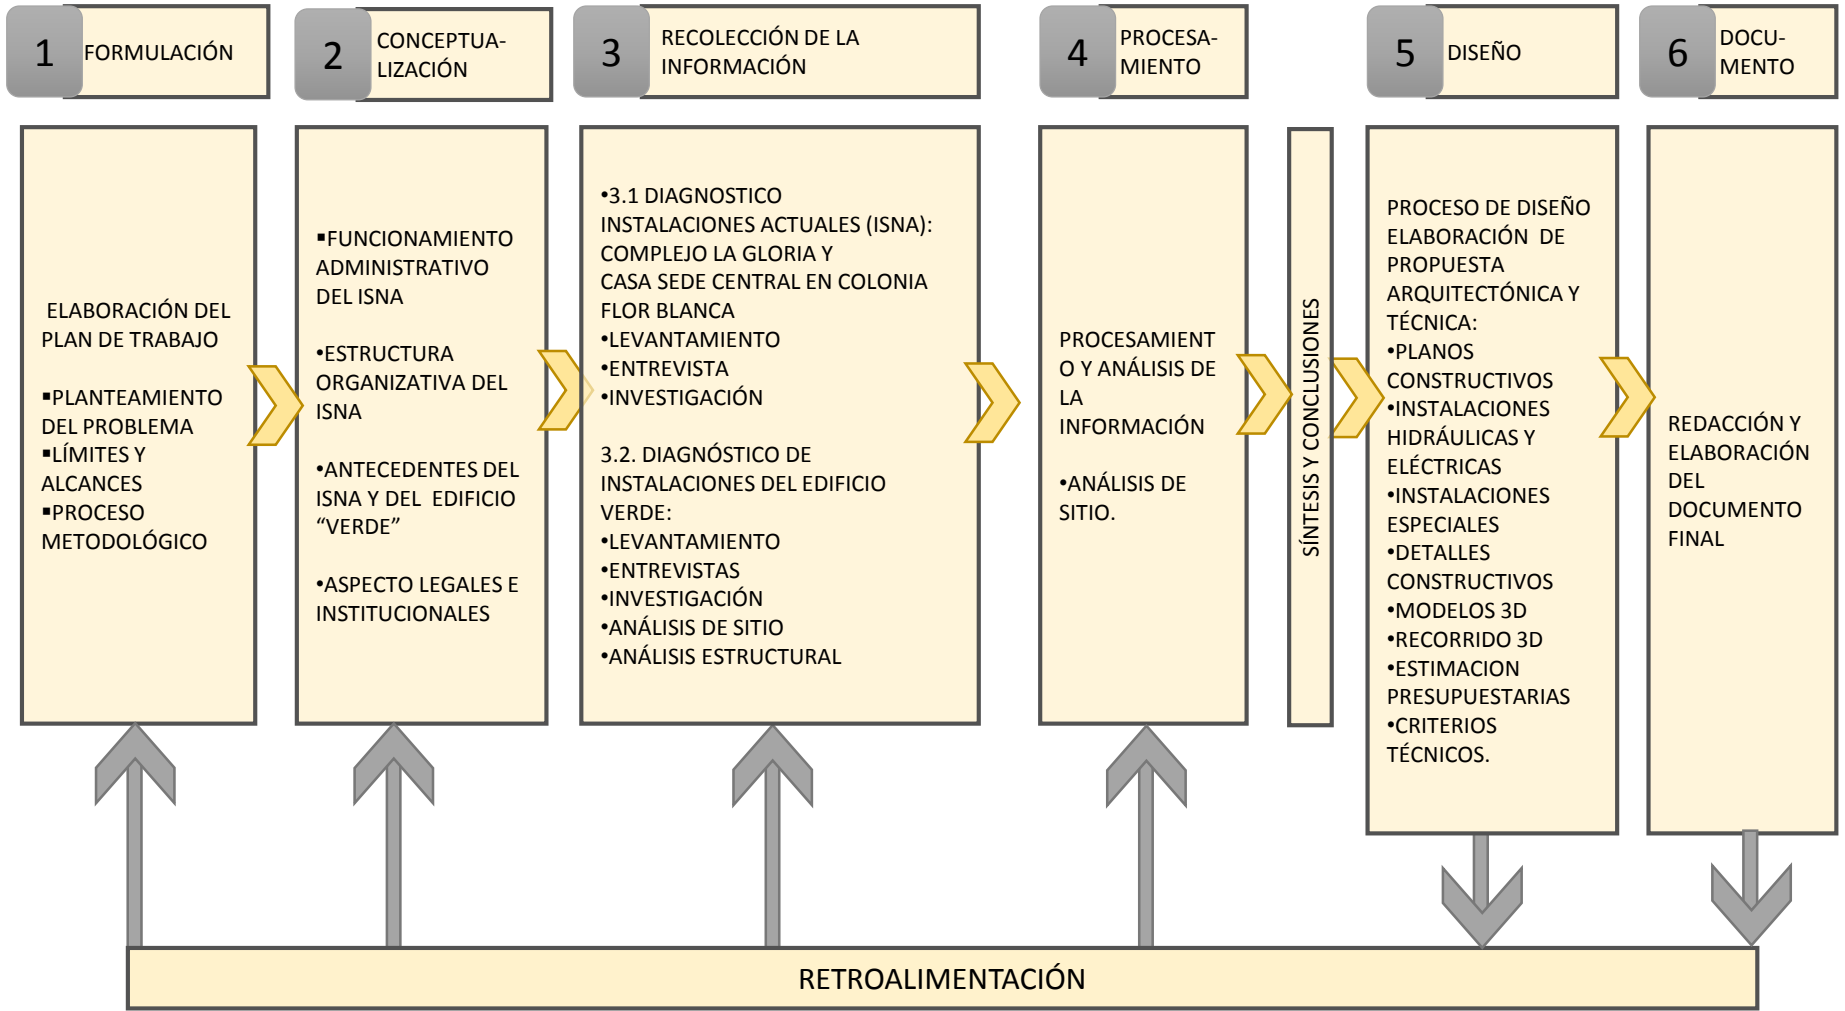 1
FORMULACIÓN
2
CONCEPTUA-
LIZACIÓN
3
RECOLECCIÓN DE LA
INFORMACIÓN
4
PROCESA-
MIENTO
5
DISEÑO
6
DOCU-
MENTO
ELABORACIÓN DEL
PLAN DE TRABAJO
▪PLANTEAMIENTO
DEL PROBLEMA
▪LÍMITES Y
ALCANCES
▪PROCESO
METODOLÓGICO
▪FUNCIONAMIENTO
ADMINISTRATIVO
DEL ISNA
•ESTRUCTURA
ORGANIZATIVA DEL
ISNA
•ANTECEDENTES DEL
ISNA Y DEL EDIFICIO
“VERDE”
•ASPECTO LEGALES E
INSTITUCIONALES
•3.1 DIAGNOSTICO
INSTALACIONES ACTUALES (ISNA):
COMPLEJO LA GLORIA Y
CASA SEDE CENTRAL EN COLONIA
FLOR BLANCA
•LEVANTAMIENTO
•ENTREVISTA
•INVESTIGACIÓN
3.2. DIAGNÓSTICO DE
INSTALACIONES DEL EDIFICIO
VERDE:
•LEVANTAMIENTO
•ENTREVISTAS
•INVESTIGACIÓN
•ANÁLISIS DE SITIO
•ANÁLISIS ESTRUCTURAL
PROCESAMIENT
O Y ANÁLISIS DE
LA
INFORMACIÓN
•ANÁLISIS DE
SITIO.
SÍNTESIS Y CONCLUSIONES
PROCESO DE DISEÑO
ELABORACIÓN DE
PROPUESTA
ARQUITECTÓNICA Y
TÉCNICA:
•PLANOS
CONSTRUCTIVOS
•INSTALACIONES
HIDRÁULICAS Y
ELÉCTRICAS
•INSTALACIONES
ESPECIALES
•DETALLES
CONSTRUCTIVOS
•MODELOS 3D
•RECORRIDO 3D
•ESTIMACION
PRESUPUESTARIAS
•CRITERIOS
TÉCNICOS.
REDACCIÓN Y
ELABORACIÓN
DEL
DOCUMENTO
FINAL
RETROALIMENTACIÓN